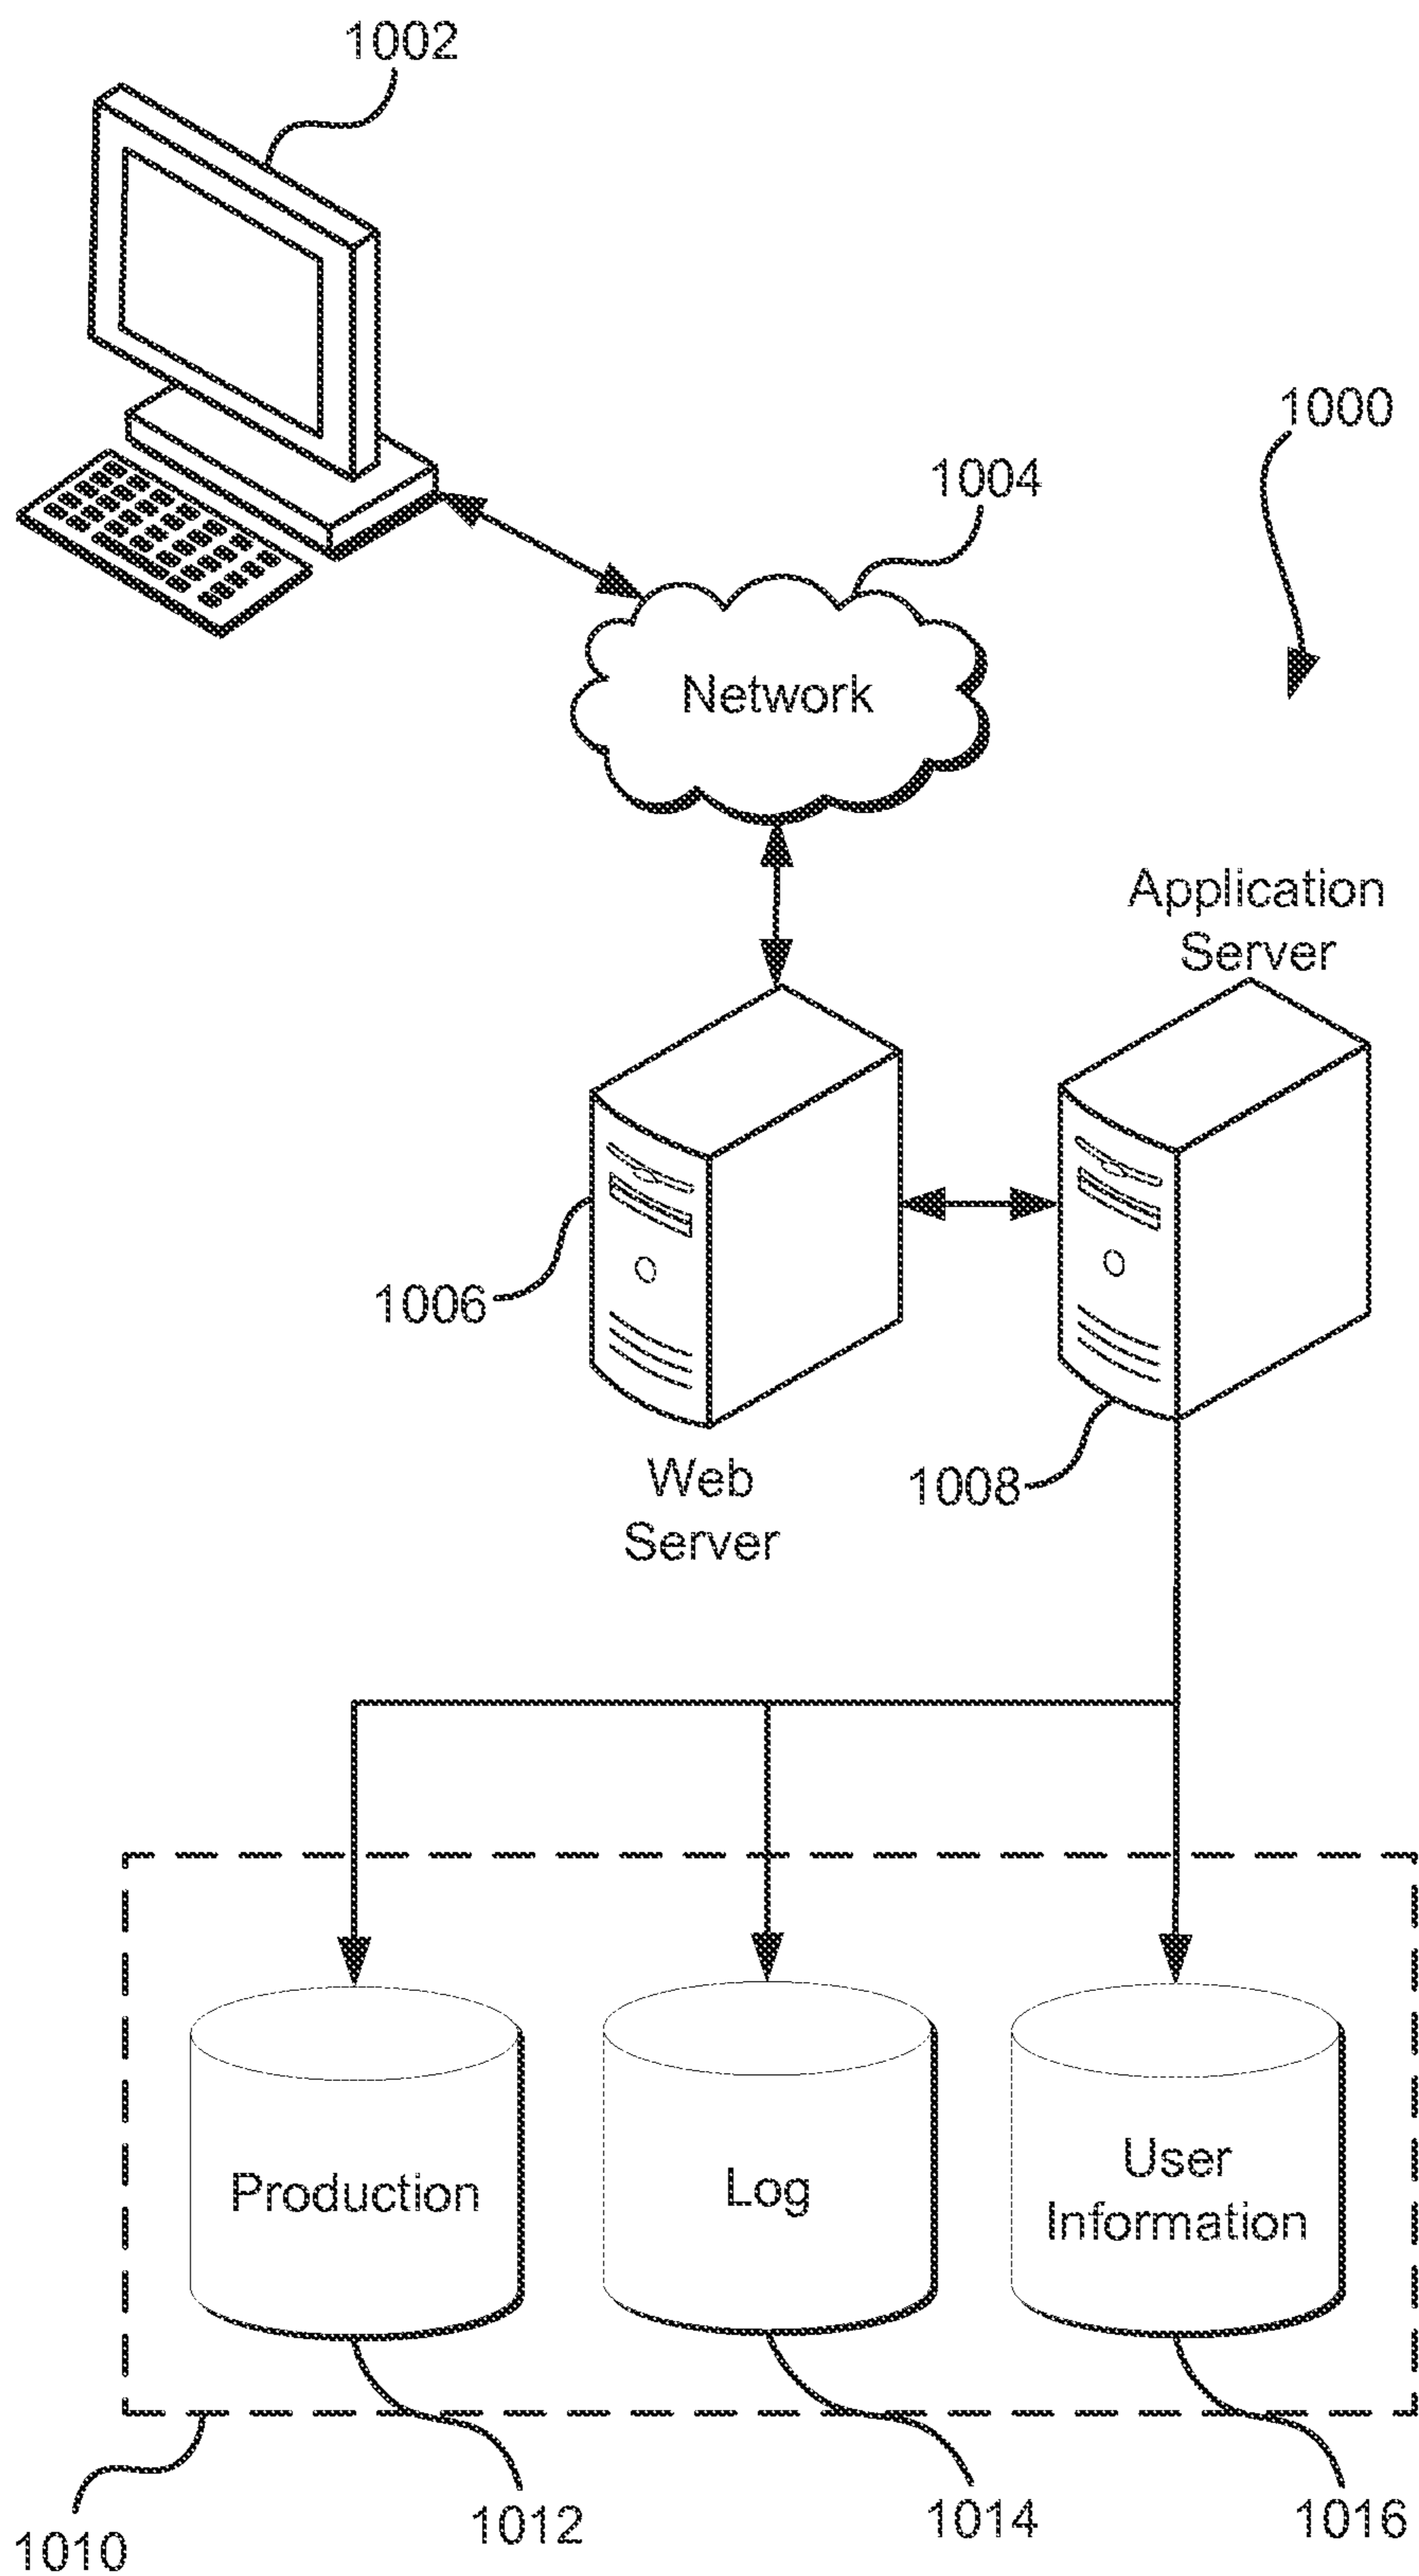 1002
1000
1004
Network
Application
Server
1006
Web
Server
1008
Production
Log
User
Information
1010
1012
1014
1016